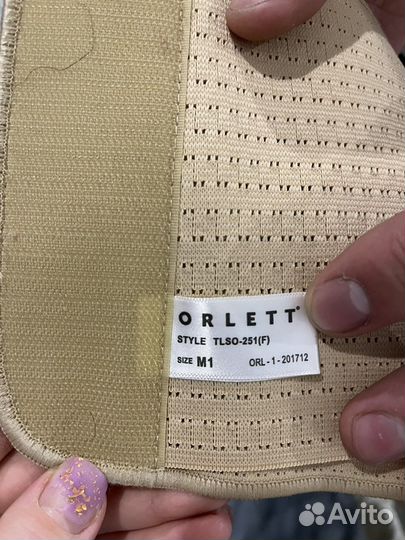 ORLETT®
STYLE TLSO-251(F)
SIZE M1 ORL - 1 - 201712
Avito